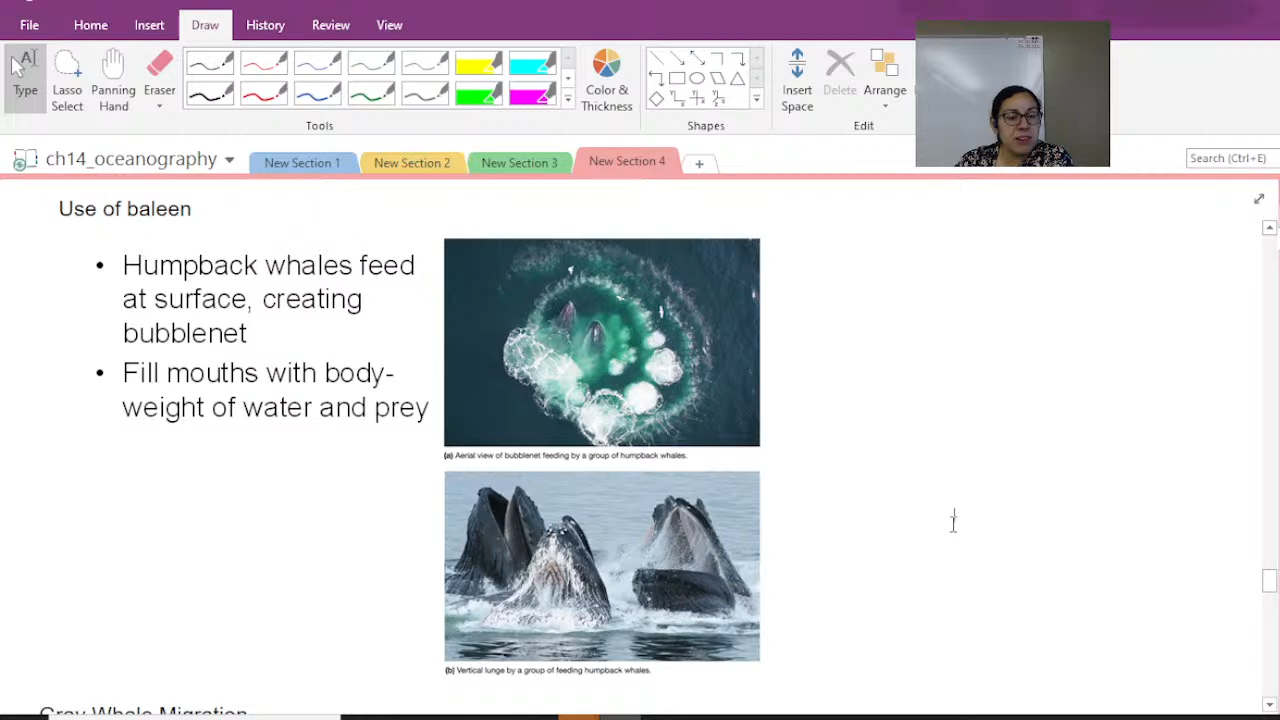 File Home Insert Draw History Review View
Type
Lasso Select
Panning Hand
Eraser
Color & Thickness
Insert Space
Delete
Arrange
Tools
Shapes
Edit
ch14_oceanography
New Section 1
New Section 2
New Section 3
New Section 4
Search (Ctrl+E)
Use of baleen
• Humpback whales feed
at surface, creating
bubblenet
• Fill mouths with body-
weight of water and prey
(a) Aerial view of bubblenet feeding by a group of humpback whales.
(b) Vertical lunge by a group of feeding humpback whales.
Gray Whale Migration